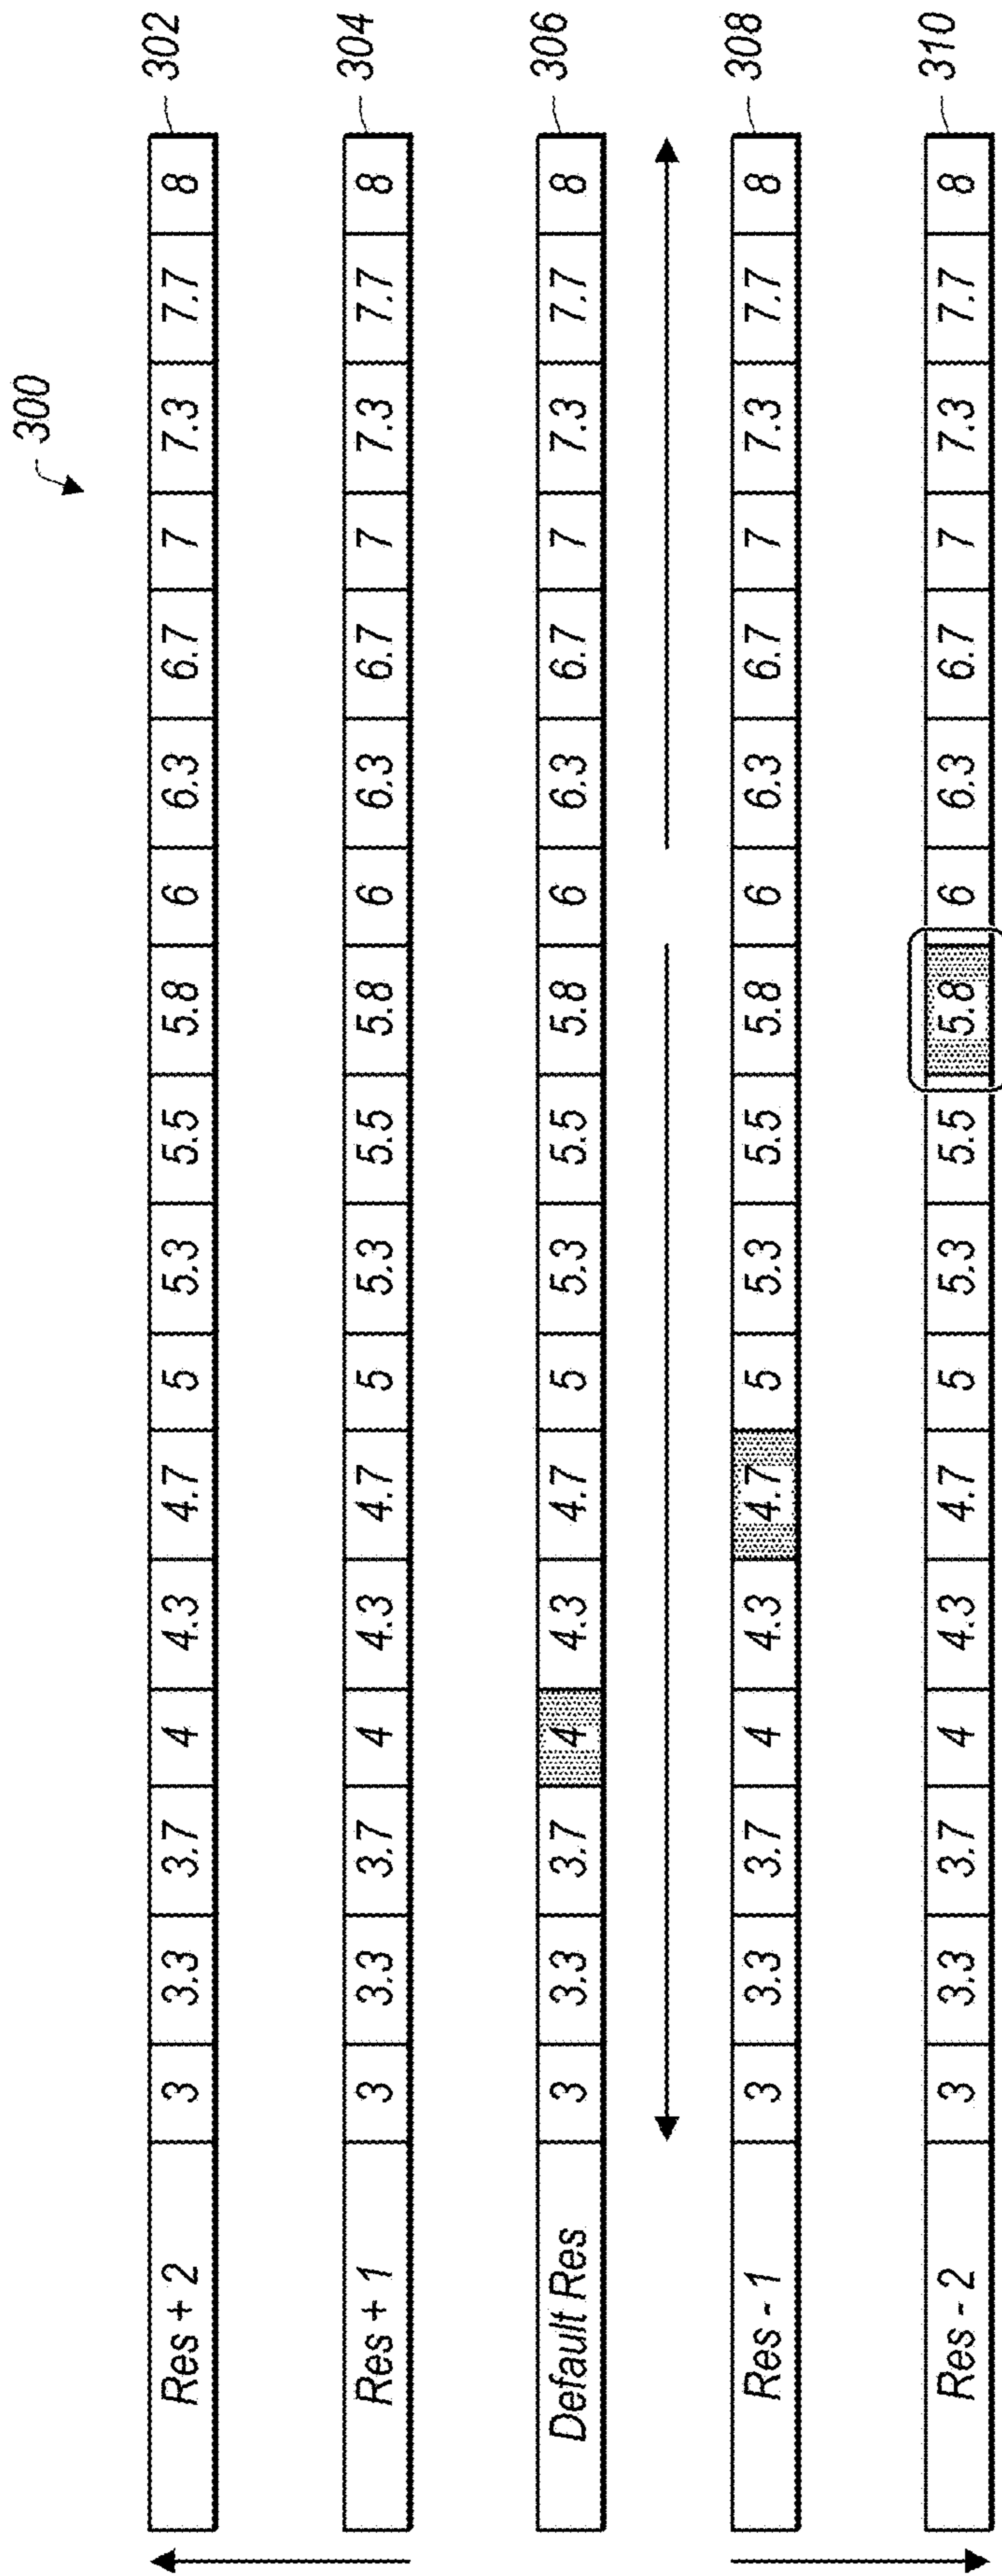 300
Res + 2 3 3.3 3.7 4 4.3 4.7 5 5.3 5.5 5.8 6 6.3 6.7 7 7.3 7.7 8 302
Res + 1 3 3.3 3.7 4 4.3 4.7 5 5.3 5.5 5.8 6 6.3 6.7 7 7.3 7.7 8 304
Default Res 3 3.3 3.7 4 4.3 4.7 5 5.3 5.5 5.8 6 6.3 6.7 7 7.3 7.7 8 306
Res - 1 3 3.3 3.7 4 4.3 4.7 5 5.3 5.5 5.8 6 6.3 6.7 7 7.3 7.7 8 308
Res - 2 3 3.3 3.7 4 4.3 4.7 5 5.3 5.5 5.8 6 6.3 6.7 7 7.3 7.7 8 310